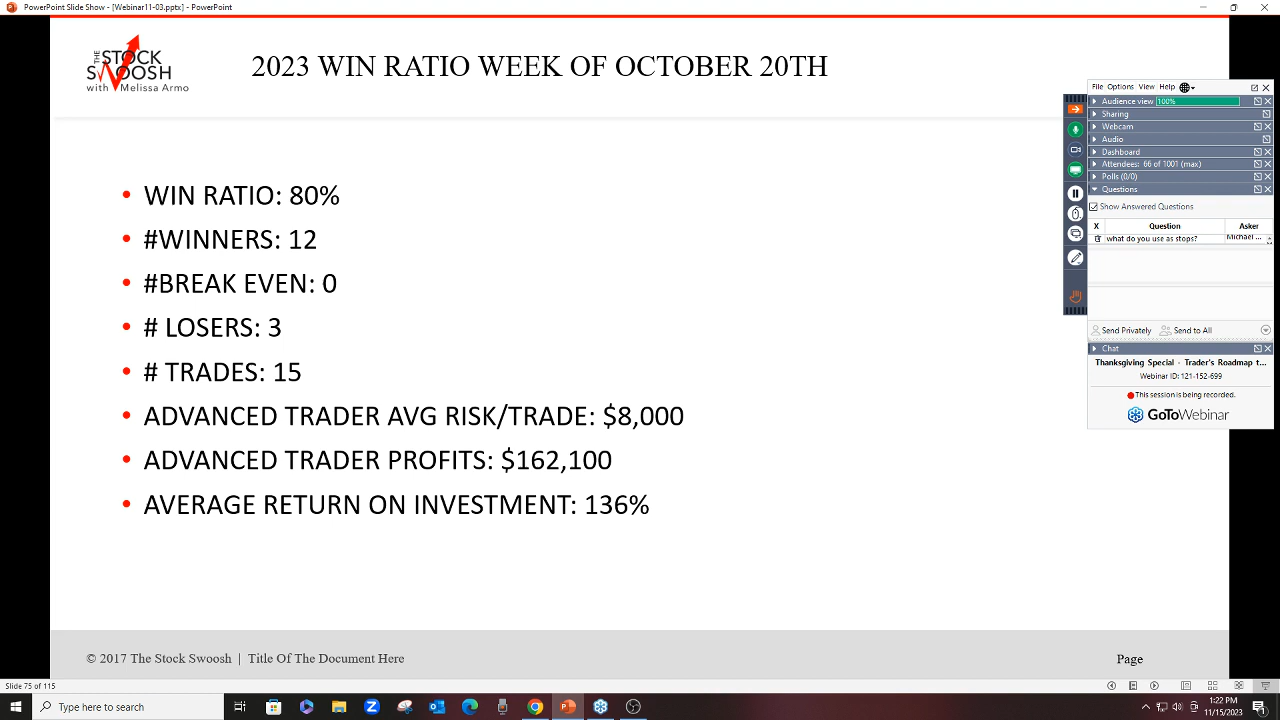 PowerPoint Slide Show - [Webinar11-03.pptx] - PowerPoint
THE STOCK
SWOOSH
with Melissa Armo
2023 WIN RATIO WEEK OF OCTOBER 20TH
• WIN RATIO: 80%
• #WINNERS: 12
• #BREAK EVEN: 0
• # LOSERS: 3
• # TRADES: 15
• ADVANCED TRADER AVG RISK/TRADE: $8,000
• ADVANCED TRADER PROFITS: $162,100
• AVERAGE RETURN ON INVESTMENT: 136%
© 2017 The Stock Swoosh | Title Of The Document Here
Page
File Options View Help
Audience view 100%
Sharing
Webcam
Audio
Dashboard
Attendees: 66 of 1001 (max)
Polls (0/0)
Questions
Show Answered Questions
X Question Asker
what do you use as stops? Michael ...
Send Privately Send to All
Chat
Thanksgiving Special - Trader's Roadmap t...
Webinar ID: 121-152-699
This session is being recorded.
GoToWebinar
Slide 75 of 115
Type here to search
1:22 PM
11/15/2023